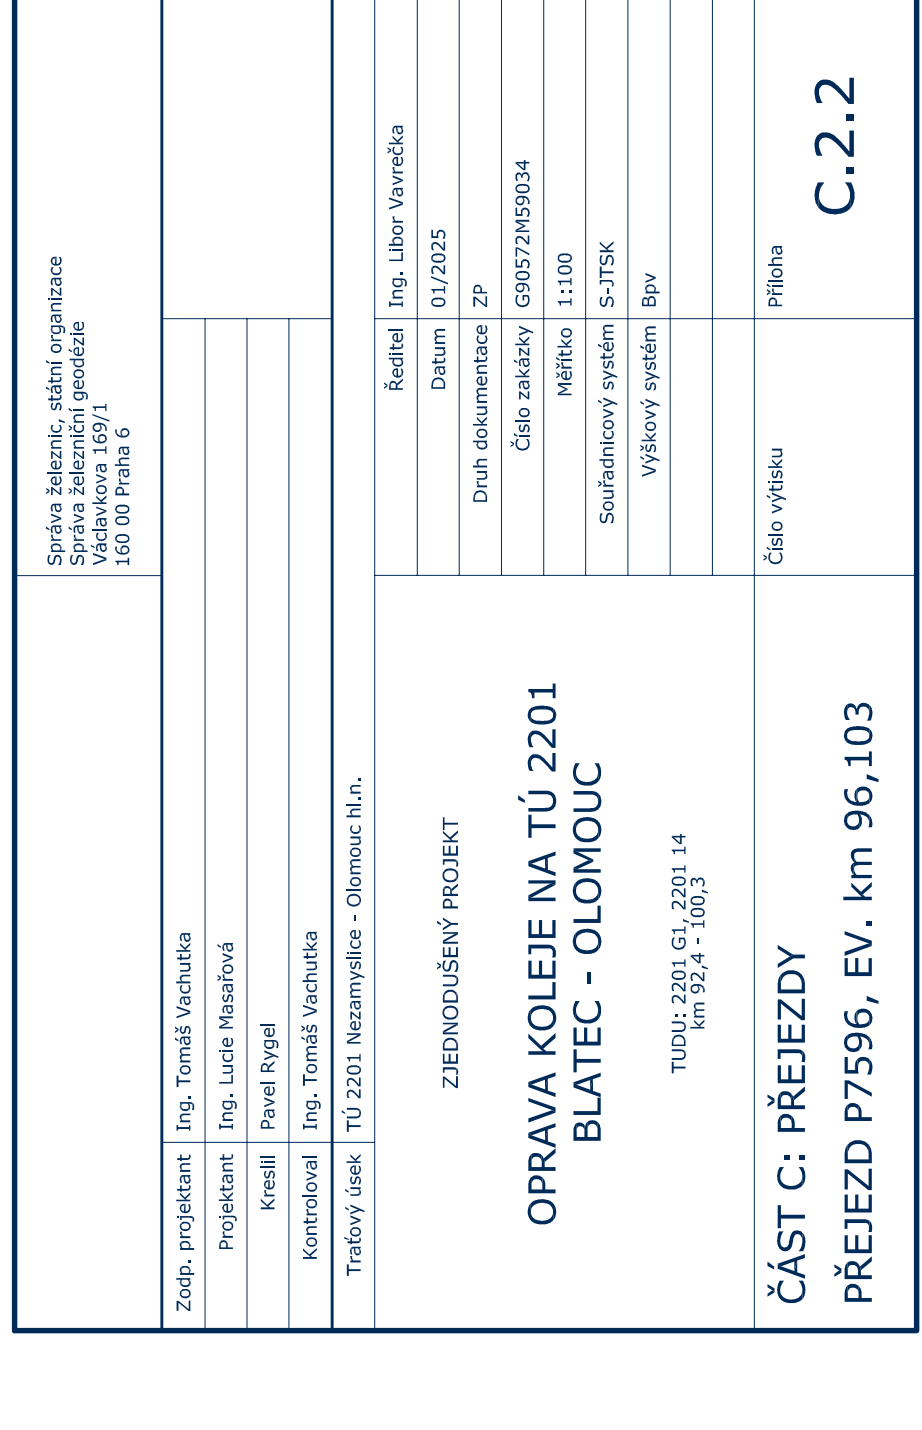 Správa železnic, státní organizace
Správa železniční geodézie
Václavkova 169/1
160 00 Praha 6
Zodp. projektant Ing. Tomáš Vachutka
Projektant Ing. Lucie Masařová
Kreslil Pavel Rygel
Kontroloval Ing. Tomáš Vachutka
Traťový úsek TÚ 2201 Nezamyslice - Olomouc hl.n.
ZJEDNODUŠENÝ PROJEKT
OPRAVA KOLEJE NA TÚ 2201
BLATEC - OLOMOUC
TUDU: 2201 G1, 2201 14
km 92,4 - 100,3
Ředitel Ing. Libor Vavrečka
Datum 01/2025
Druh dokumentace ZP
Číslo zakázky G90572M59034
Měřítko 1:100
Souřadnicový systém S-JTSK
Výškový systém Bpv
ČÁST C: PŘEJEZDY
PŘEJEZD P7596, EV. km 96,103
Číslo výtisku
Příloha
C.2.2